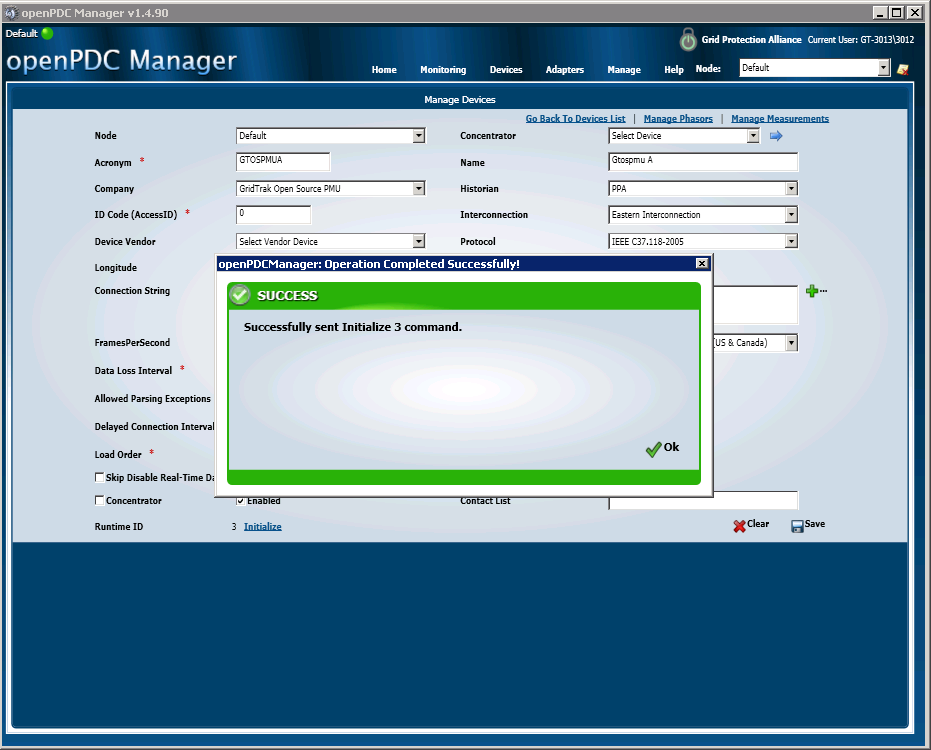 openPDC Manager v1.4.90
Default
openPDC Manager
Grid Protection Alliance Current User: GT-3013\3012
Home Monitoring Devices Adapters Manage Help Node: Default
Manage Devices
Go Back To Devices List | Manage Phasors | Manage Measurements
Node Default Concentrator Select Device
Acronym * GTOSPMUA Name Gtospmu A
Company GridTrak Open Source PMU Historian PPA
ID Code (AccessID) * 0 Interconnection Eastern Interconnection
Device Vendor Select Vendor Device Protocol IEEE C37.118-2005
Longitude
Connection String ...
FramesPerSecond (US & Canada)
Data Loss Interval *
Allowed Parsing Exceptions
Delayed Connection Interval
Load Order *
Skip Disable Real-Time Da
Concentrator Enabled Contact List
Runtime ID 3 Initialize Clear Save
openPDCManager: Operation Completed Successfully!
SUCCESS
Successfully sent Initialize 3 command.
Ok